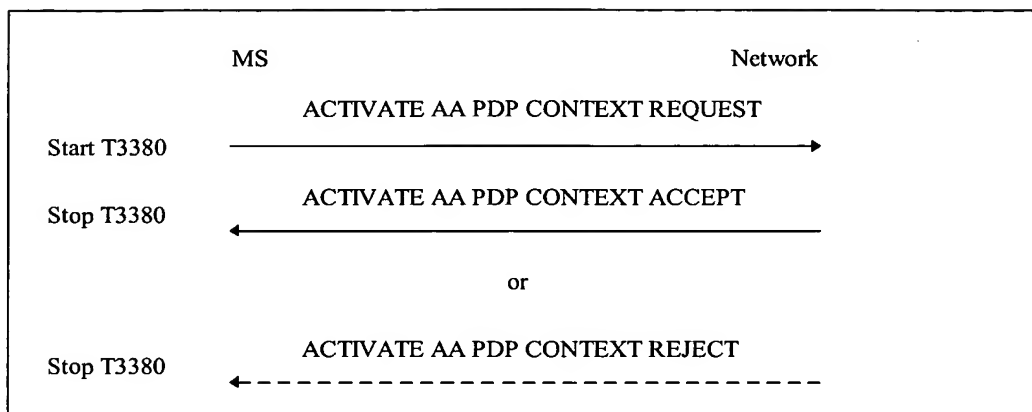 MS Network
ACTIVATE AA PDP CONTEXT REQUEST
Start T3380
ACTIVATE AA PDP CONTEXT ACCEPT
Stop T3380
or
ACTIVATE AA PDP CONTEXT REJECT
Stop T3380